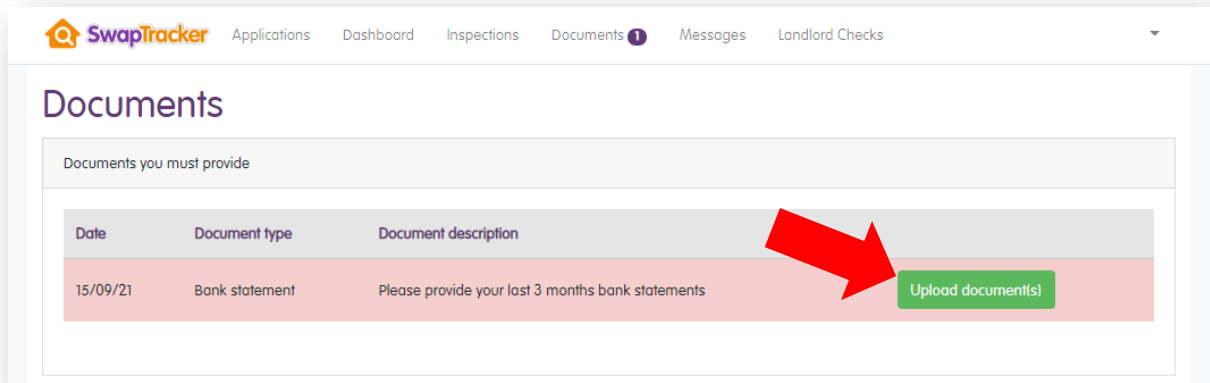 SwapTracker Applications Dashboard Inspections Documents 1 Messages Landlord Checks
Documents
Documents you must provide
Date Document type Document description
15/09/21 Bank statement Please provide your last 3 months bank statements Upload document(s)